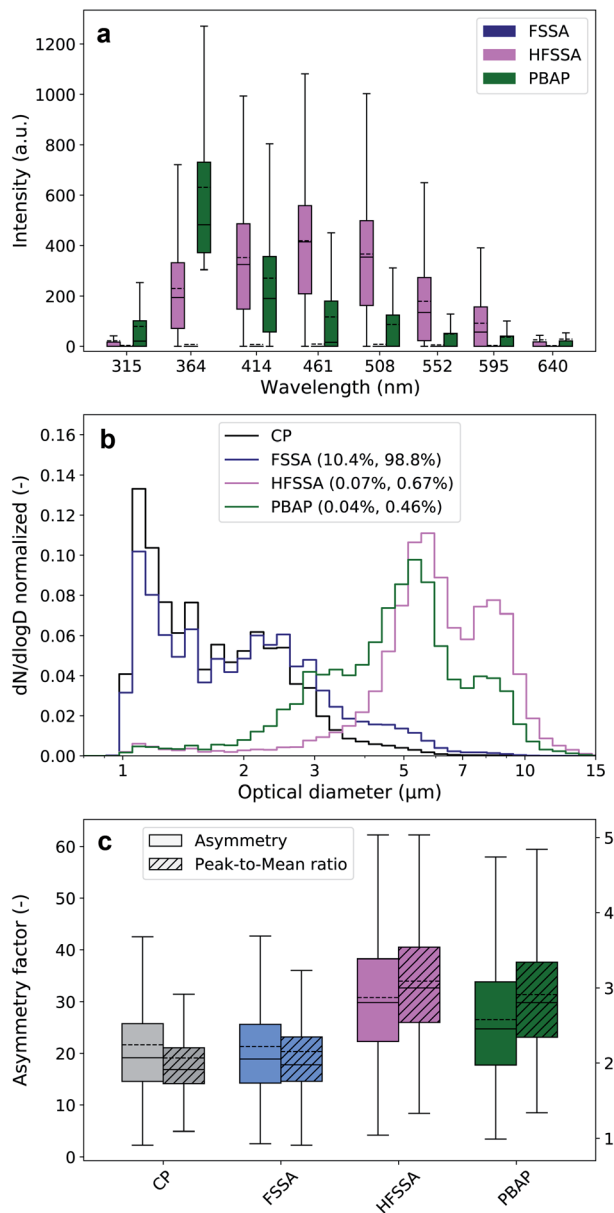 a
FSSA
HFSSA
PBAP
Intensity (a.u.)
1200
1000
800
600
400
200
0
315 364 414 461 508 552 595 640
Wavelength (nm)
b
CP
FSSA (10.4%, 98.8%)
HFSSA (0.07%, 0.67%)
PBAP (0.04%, 0.46%)
dN/dlogD normalized (-)
0.16
0.14
0.12
0.10
0.08
0.06
0.04
0.02
0.00
1 2 3 5 7 10 15
Optical diameter (μm)
c
Asymmetry
Peak-to-Mean ratio
Asymmetry factor (-)
60
50
40
30
20
10
0
5
4
3
2
1
CP FSSA HFSSA PBAP